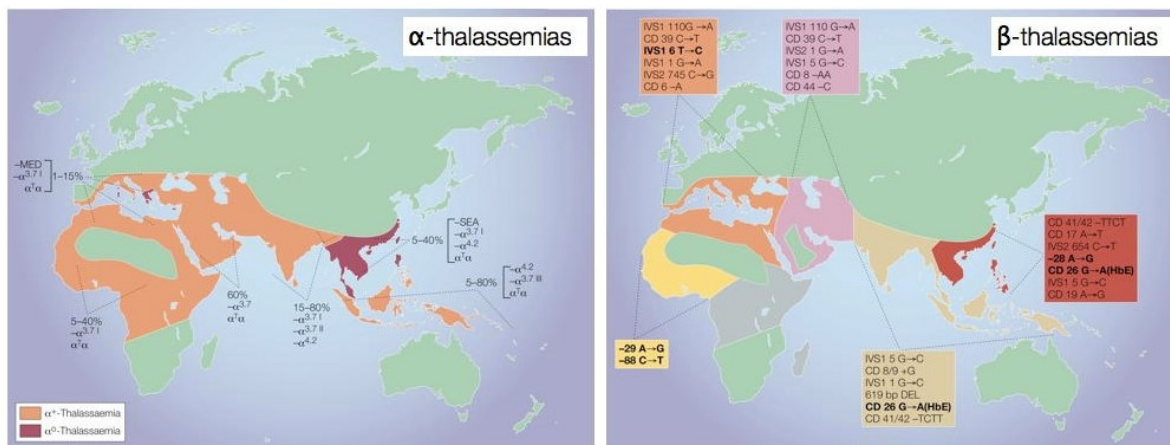 α-thalassemias
–MED
–α3.7 I
αTα
1–15%
5–40%
–α3.7 I
αTα
60%
–α3.7
αTα
15–80%
–α3.7 I
–α3.7 II
–α4.2
5–40%
–SEA
–α3.7 I
–α4.2
αTα
5–80%
–α4.2
–α3.7 III
αTα
α+-Thalassaemia
α0-Thalassaemia
β-thalassemias
IVS1 110G →A
CD 39 C→T
IVS1 6 T→C
IVS1 1 G→A
IVS2 745 C→G
CD 6 –A
IVS1 110 G→A
CD 39 C→T
IVS2 1 G→A
IVS1 5 G→C
CD 8 –AA
CD 44 –C
CD 41/42 –TTCT
CD 17 A→T
IVS2 654 C→T
–28 A→G
CD 26 G→A(HbE)
IVS1 5 G→C
CD 19 A→G
–29 A→G
–88 C→T
IVS1 5 G→C
CD 8/9 +G
IVS1 1 G→C
619 bp DEL
CD 26 G→A(HbE)
CD 41/42 –TCTT